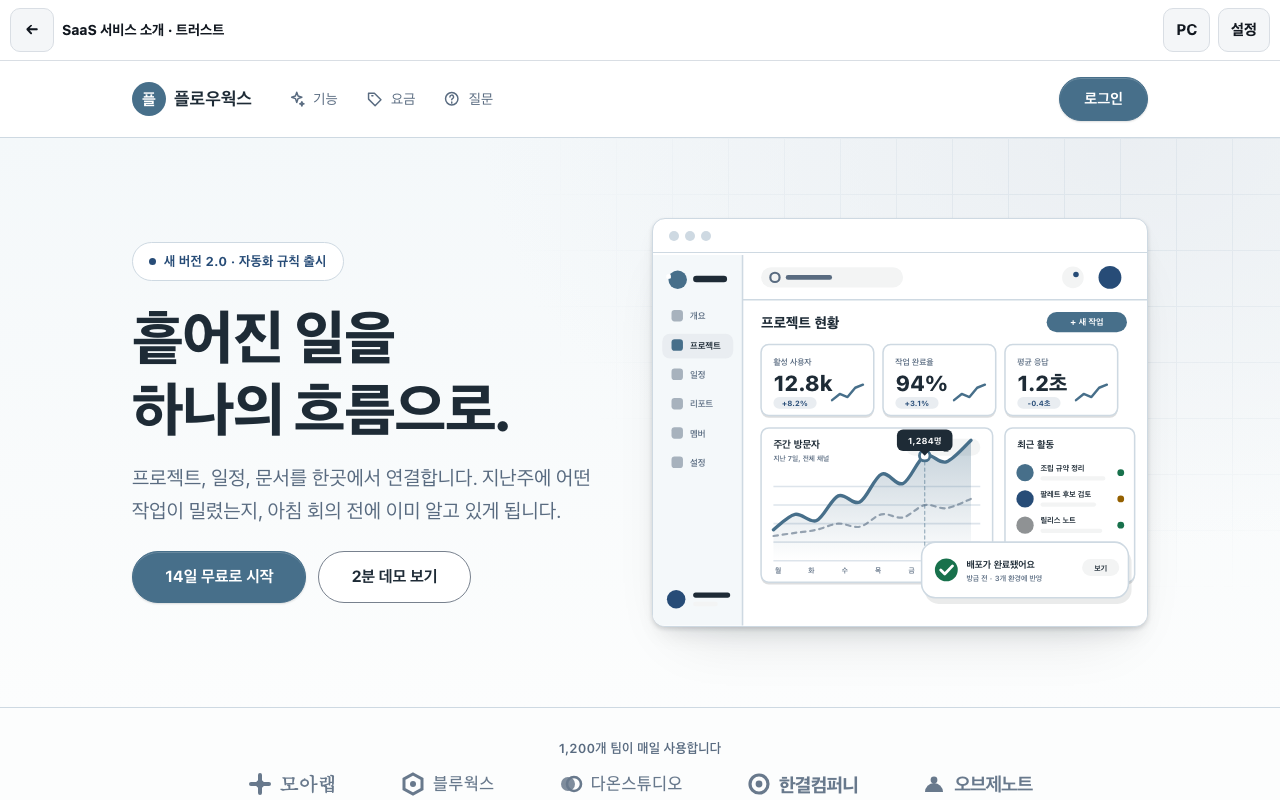 SaaS 서비스 소개 · 트러스트
PC
설정
플 플로우웍스
기능
요금
질문
로그인
새 버전 2.0 · 자동화 규칙 출시
흩어진 일을
하나의 흐름으로.
프로젝트, 일정, 문서를 한곳에서 연결합니다. 지난주에 어떤
작업이 밀렸는지, 아침 회의 전에 이미 알고 있게 됩니다.
14일 무료로 시작
2분 데모 보기
개요
프로젝트
일정
리포트
멤버
설정
프로젝트 현황
+ 새 작업
활성 사용자
12.8k
+8.2%
작업 완료율
94%
+3.1%
평균 응답
1.2초
-0.4초
주간 방문자
지난 7일, 전체 채널
1,284명
월 화 수 목 금
최근 활동
조립 규약 정리
팔레트 후보 검토
릴리스 노트
배포가 완료됐어요
방금 전 · 3개 환경에 반영
보기
1,200개 팀이 매일 사용합니다
모아랩
블루웍스
다온스튜디오
한결컴퍼니
오브제노트